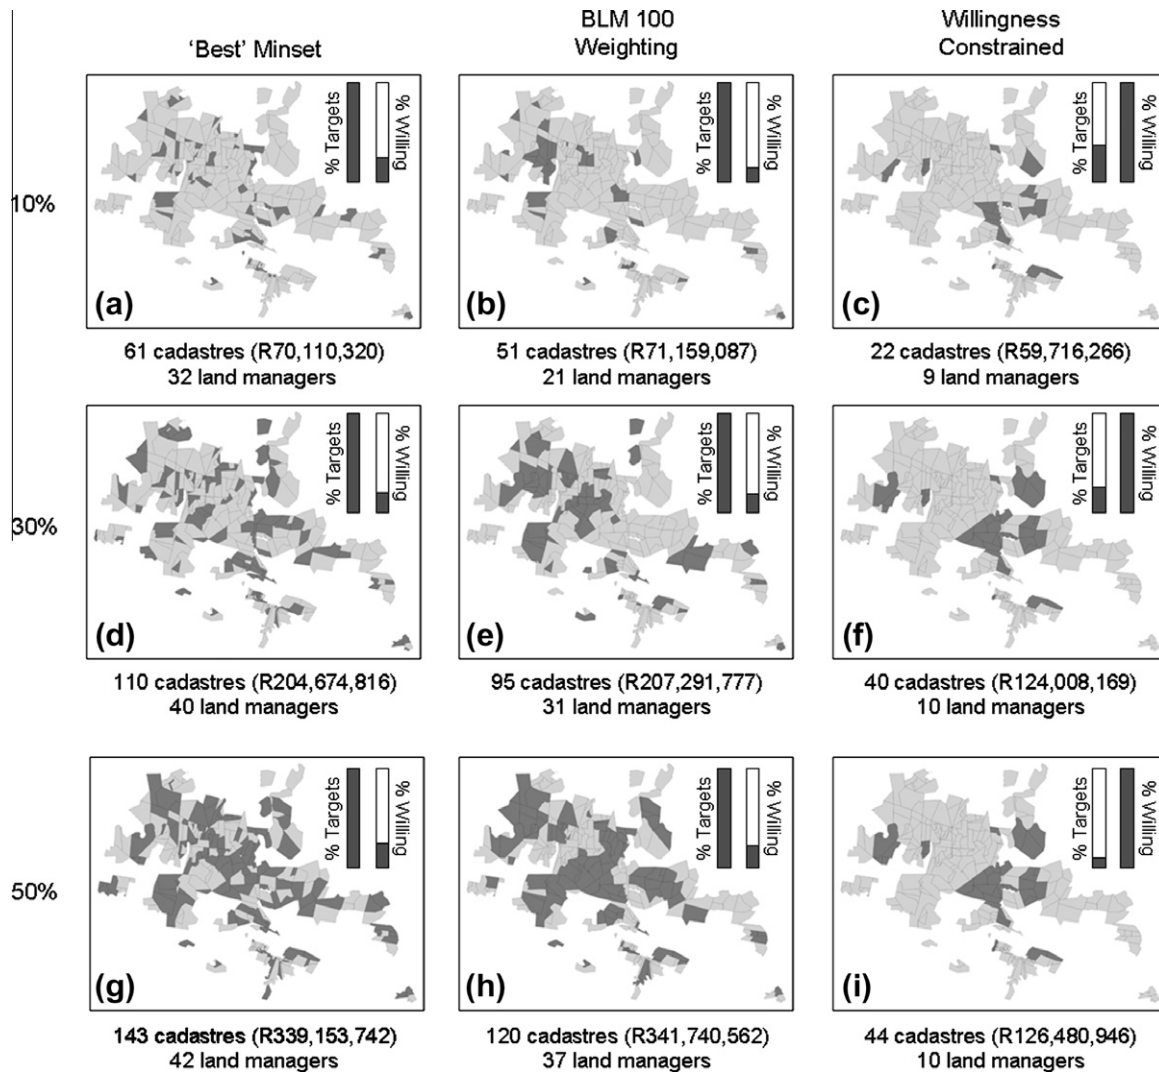 'Best' Minset
BLM 100
Weighting
Willingness
Constrained
10%
% Targets
% Willing
(a)
% Targets
% Willing
(b)
% Targets
% Willing
(c)
61 cadastres (R70,110,320)
32 land managers
51 cadastres (R71,159,087)
21 land managers
22 cadastres (R59,716,266)
9 land managers
30%
% Targets
% Willing
(d)
% Targets
% Willing
(e)
% Targets
% Willing
(f)
110 cadastres (R204,674,816)
40 land managers
95 cadastres (R207,291,777)
31 land managers
40 cadastres (R124,008,169)
10 land managers
50%
% Targets
% Willing
(g)
% Targets
% Willing
(h)
% Targets
% Willing
(i)
143 cadastres (R339,153,742)
42 land managers
120 cadastres (R341,740,562)
37 land managers
44 cadastres (R126,480,946)
10 land managers